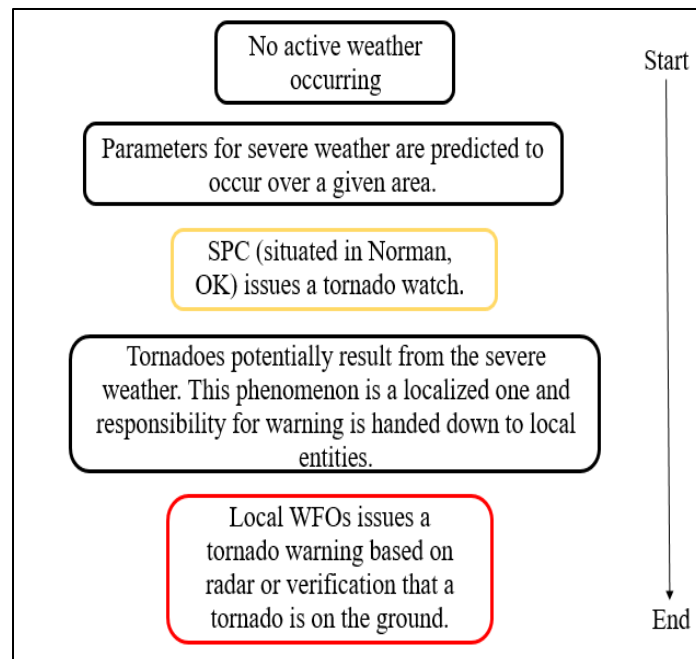 No active weather
occurring
Start
Parameters for severe weather are predicted to
occur over a given area.
SPC (situated in Norman,
OK) issues a tornado watch.
Tornadoes potentially result from the severe
weather. This phenomenon is a localized one and
responsibility for warning is handed down to local
entities.
Local WFOs issues a
tornado warning based on
radar or verification that a
tornado is on the ground.
End